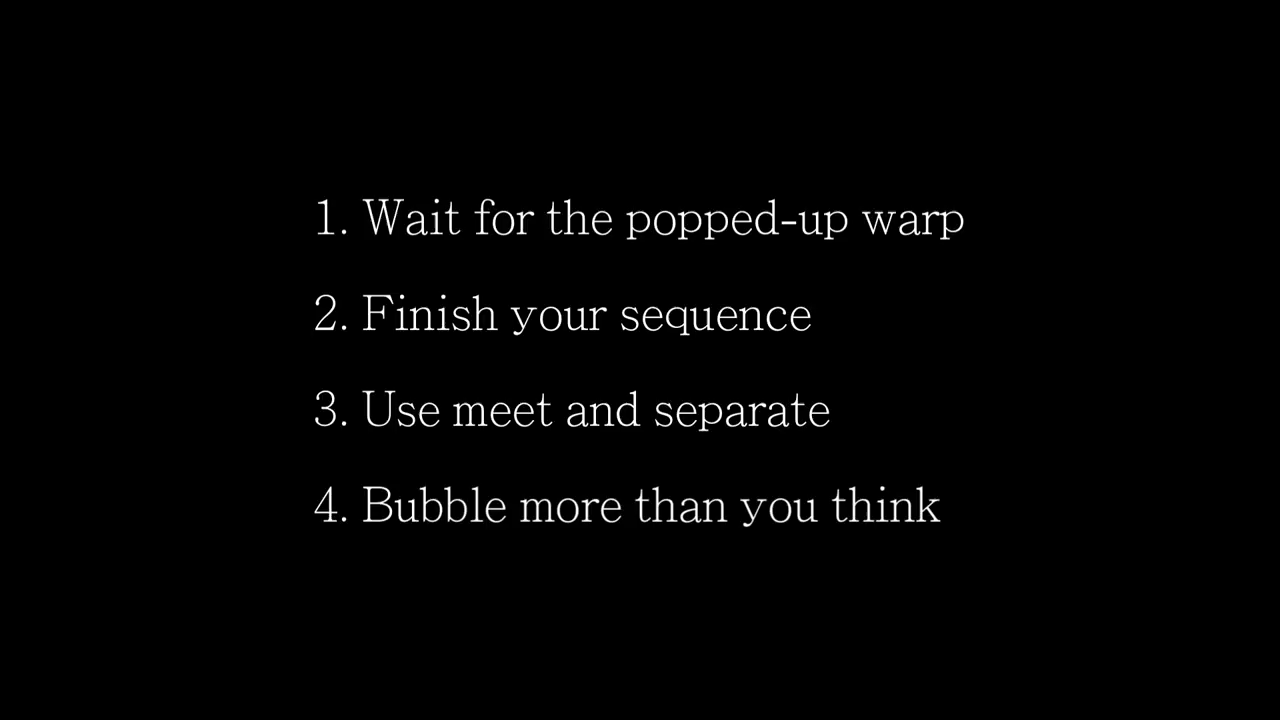 1. Wait for the popped-up warp
2. Finish your sequence
3. Use meet and separate
4. Bubble more than you think